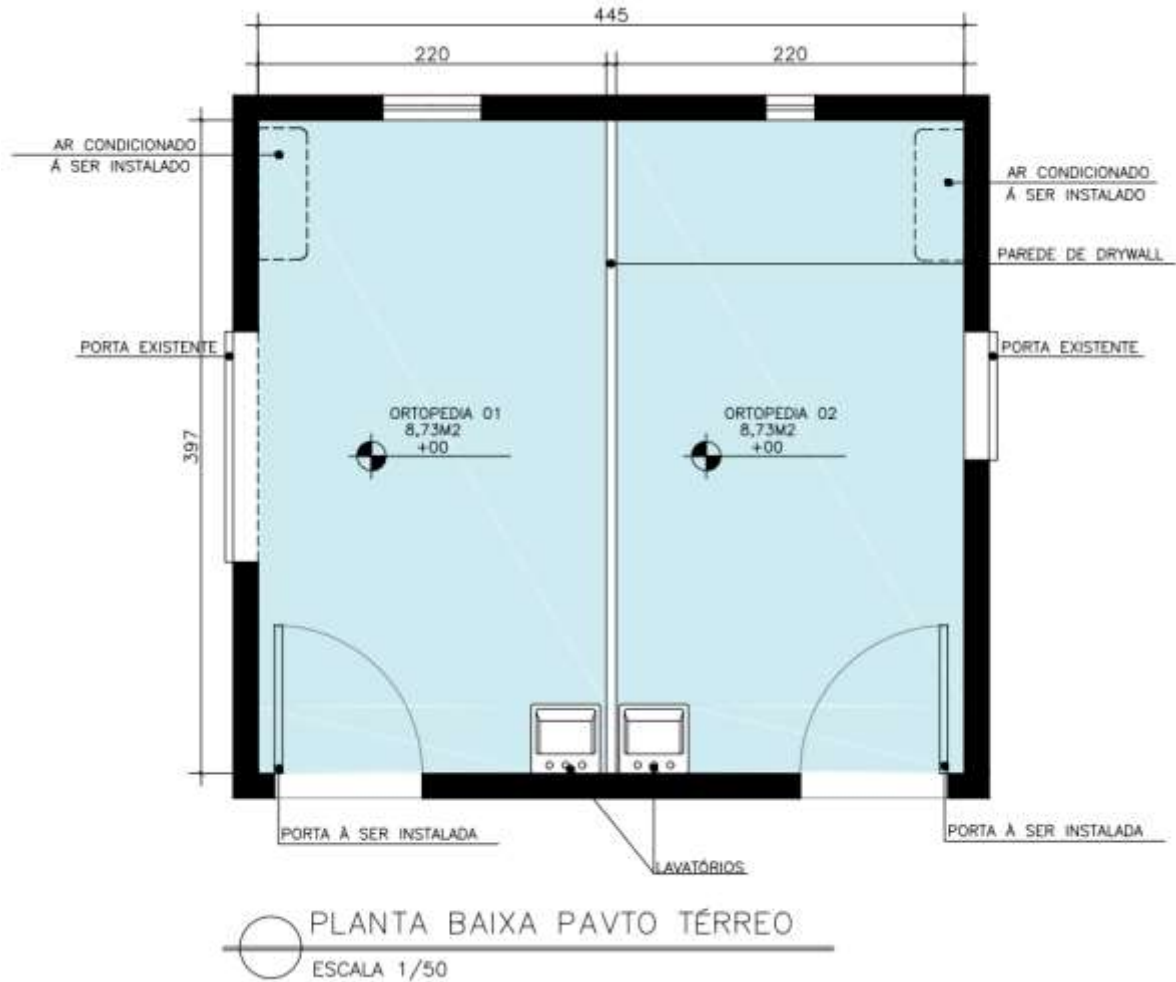 445
220
220
AR CONDICIONADO
Á SER INSTALADO
AR CONDICIONADO
Á SER INSTALADO
PAREDE DE DRYWALL
PORTA EXISTENTE
PORTA EXISTENTE
397
ORTOPEDIA 01
8,73M2
+00
ORTOPEDIA 02
8,73M2
+00
PORTA À SER INSTALADA
PORTA À SER INSTALADA
LAVATÓRIOS
PLANTA BAIXA PAVTO TÉRREO
ESCALA 1/50